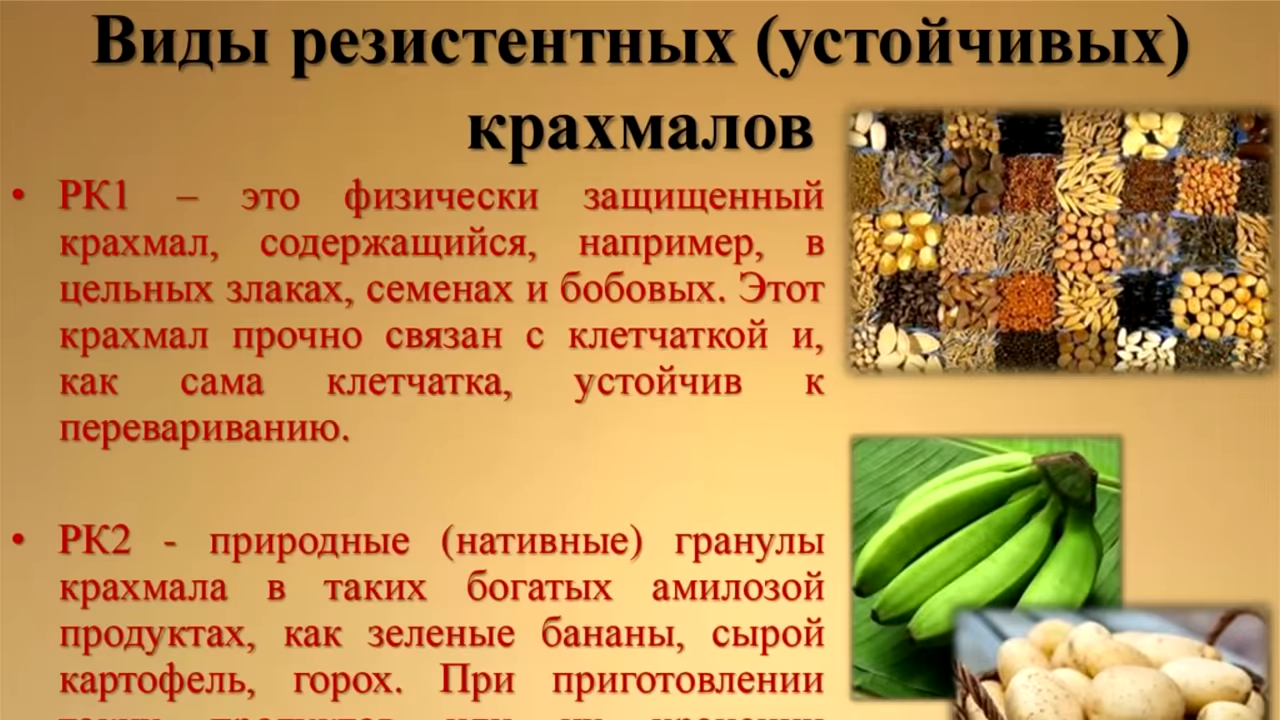 Виды резистентных (устойчивых)
крахмалов
• РК1 – это физически защищенный
крахмал, содержащийся, например, в
цельных злаках, семенах и бобовых. Этот
крахмал прочно связан с клетчаткой и,
как сама клетчатка, устойчив к
перевариванию.
• РК2 - природные (нативные) гранулы
крахмала в таких богатых амилозой
продуктах, как зеленые бананы, сырой
картофель, горох. При приготовлении